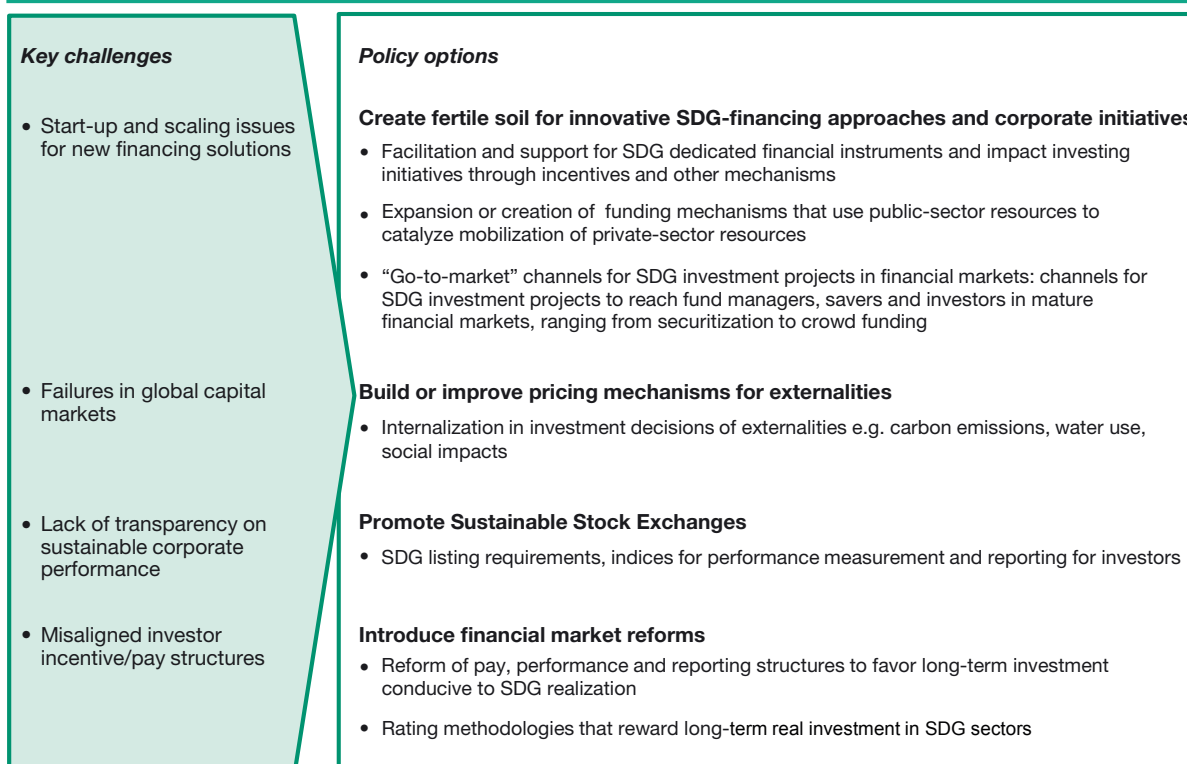 Key challenges
• Start-up and scaling issues
for new financing solutions
• Failures in global capital
markets
• Lack of transparency on
sustainable corporate
performance
• Misaligned investor
incentive/pay structures
Policy options
Create fertile soil for innovative SDG-financing approaches and corporate initiatives
• Facilitation and support for SDG dedicated financial instruments and impact investing
initiatives through incentives and other mechanisms
• Expansion or creation of funding mechanisms that use public-sector resources to
catalyze mobilization of private-sector resources
• “Go-to-market” channels for SDG investment projects in financial markets: channels for
SDG investment projects to reach fund managers, savers and investors in mature
financial markets, ranging from securitization to crowd funding
Build or improve pricing mechanisms for externalities
• Internalization in investment decisions of externalities e.g. carbon emissions, water use,
social impacts
Promote Sustainable Stock Exchanges
• SDG listing requirements, indices for performance measurement and reporting for investors
Introduce financial market reforms
• Reform of pay, performance and reporting structures to favor long-term investment
conducive to SDG realization
• Rating methodologies that reward long-term real investment in SDG sectors